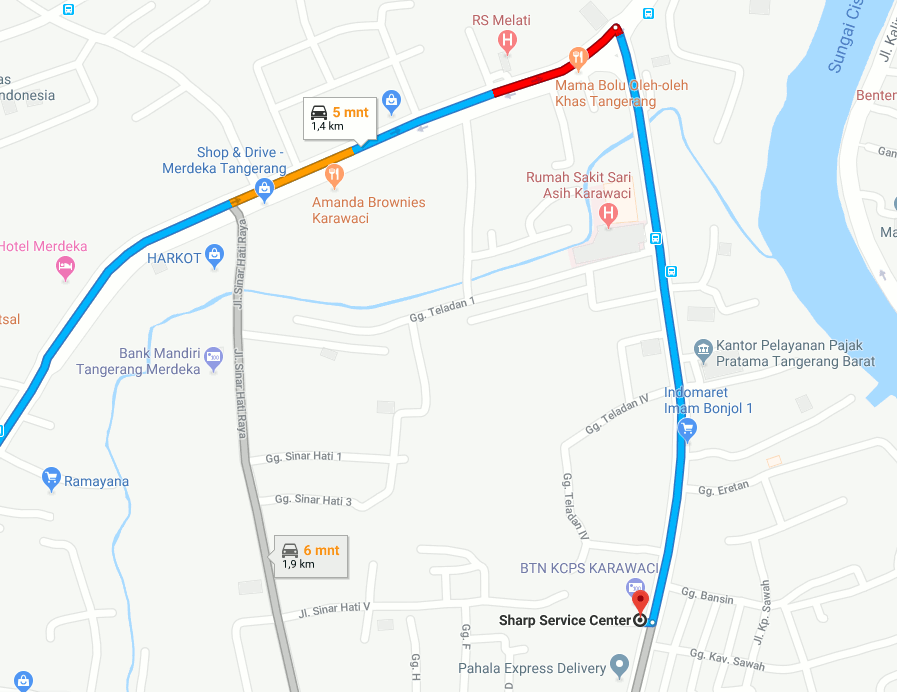 RS Melati
Sungai Cis
Jl. Kalin
as
ndonesia
Mama Bolu Oleh-oleh
Khas Tangerang
Benten
5 mnt
1,4 km
Shop & Drive -
Merdeka Tangerang
Gan
Rumah Sakit Sari
Asih Karawaci
Amanda Brownies
Karawaci
Ma
Hotel Merdeka
HARKOT
Jl. Sinar Hati Raya
Gg. Teladan 1
tsal
Bank Mandiri
Tangerang Merdeka
Kantor Pelayanan Pajak
Pratama Tangerang Barat
Jl. Sinar Hati Raya
Indomaret
Imam Bonjol 1
Gg. Teladan IV
Gg. Sinar Hati 1
Ramayana
Gg. Eretan
Gg. Sinar Hati 3
Gg. Teladan IV
6 mnt
1,9 km
BTN KCPS KARAWACI
Gg. Bansin
Jl. Kp. Sawah
Jl. Sinar Hati V
Sharp Service Center
Gg. F
Gg. H
Gg. Kav. Sawah
Pahala Express Delivery